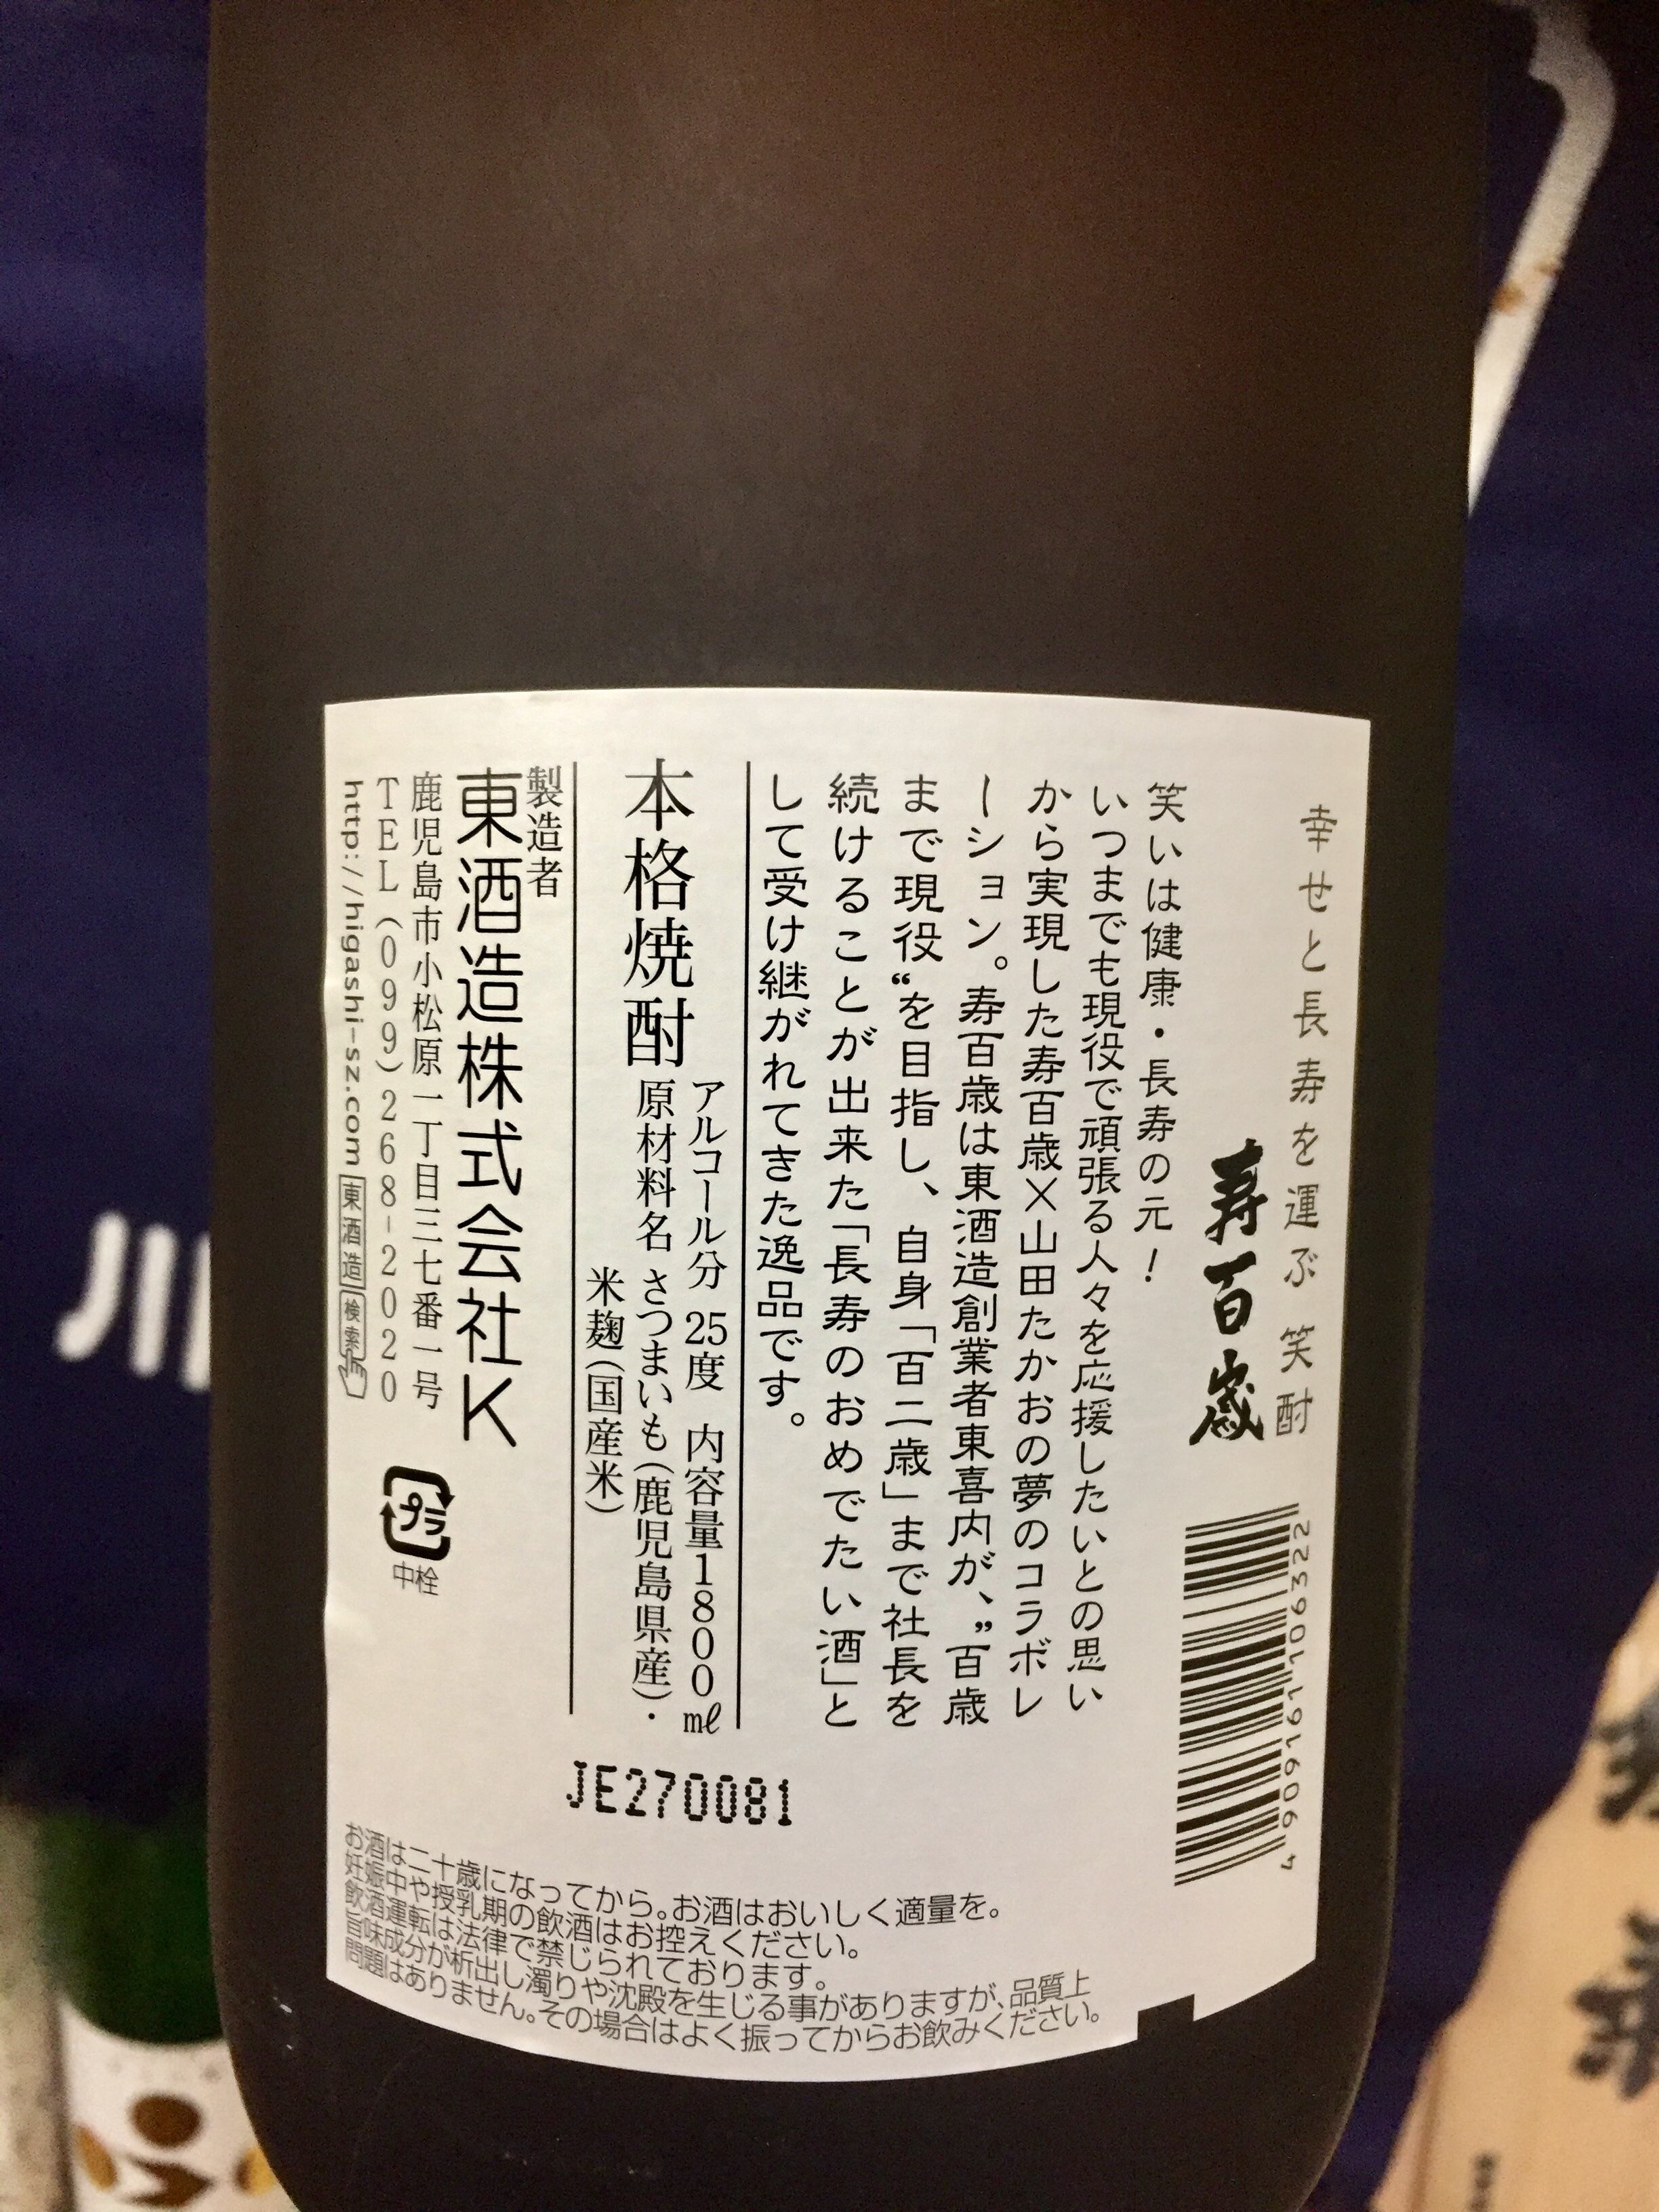 幸せと長寿を運ぶ 笑酎
寿百歳
4 909161 106322
笑いは健康・長寿の元！
いつまでも現役で頑張る人々を応援したいとの思い
から実現した寿百歳×山田たかおの夢のコラボレ
ーション。寿百歳は東酒造創業者東喜内が、”百歳
まで現役“を目指し、自身「百二歳」まで社長を
続けることが出来た「長寿のおめでたい酒」と
して受け継がれてきた逸品です。
本格焼酎
アルコール分 25度 内容量1800㎖
原材料名 さつまいも(鹿児島県産)・
米麹(国産米)
製造者
東酒造株式会社K
鹿児島市小松原一丁目三七番一号
TEL(099)268-2020
http://higashi-sz.com 東酒造 検索
プラ
中栓
JE270081
お酒は二十歳になってから。お酒はおいしく適量を。
妊娠中や授乳期の飲酒はお控えください。
飲酒運転は法律で禁じられております。
旨味成分が析出し濁りや沈殿を生じる事がありますが、品質上
問題はありません。その場合はよく振ってからお飲みください。
川